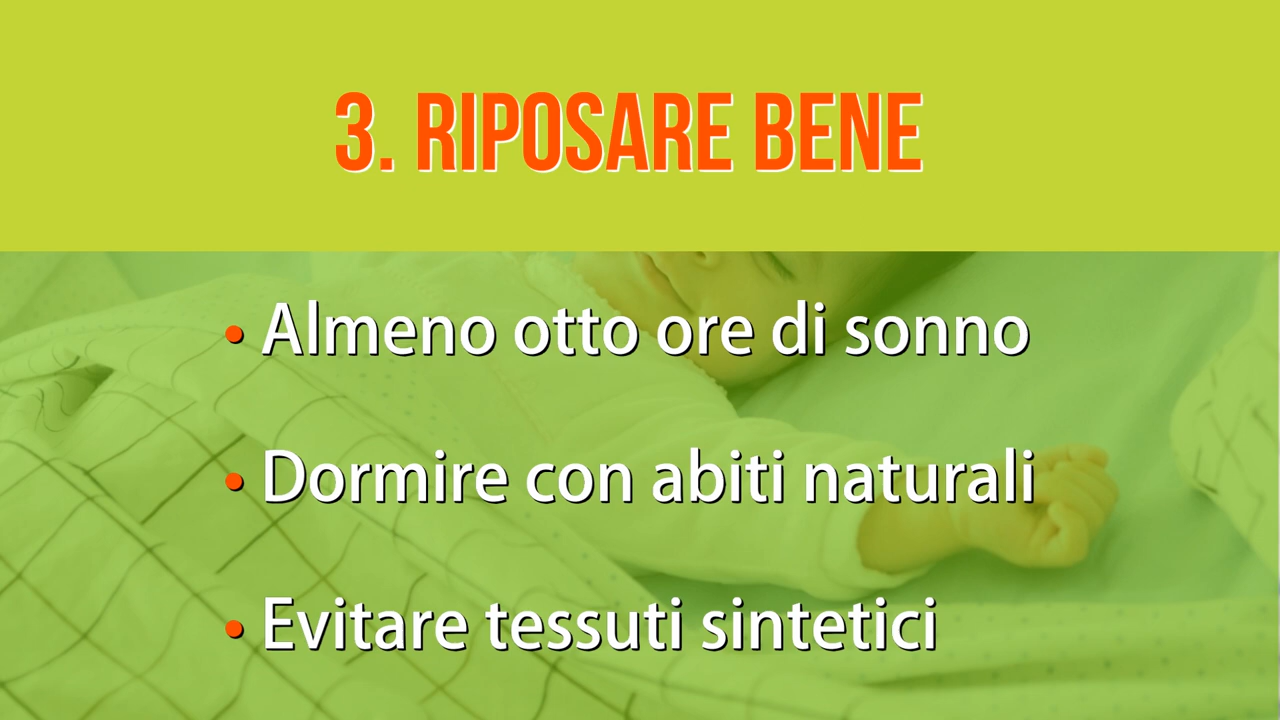 3. RIPOSARE BENE
• Almeno otto ore di sonno
• Dormire con abiti naturali
• Evitare tessuti sintetici